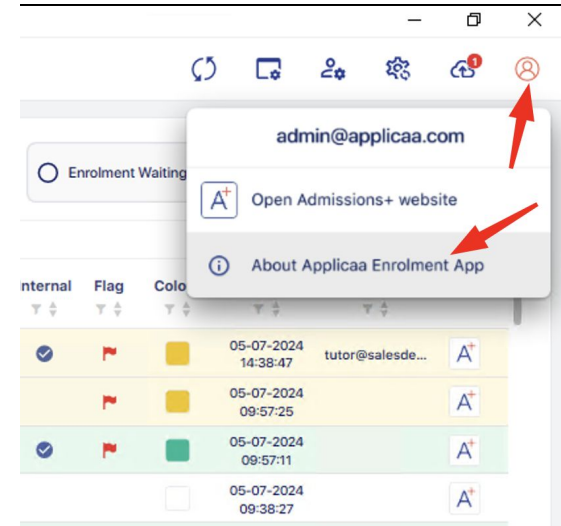 1
admin@applicaa.com
Enrolment Waiting
A+ Open Admissions+ website
About Applicaa Enrolment App
nternal Flag Colo
05-07-2024
14:38:47
tutor@salesde... A+
05-07-2024
09:57:25
A+
05-07-2024
09:57:11
A+
05-07-2024
09:38:27
A+